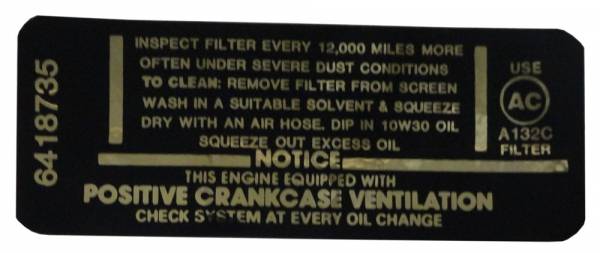 6418735
INSPECT FILTER EVERY 12,000 MILES MORE
OFTEN UNDER SEVERE DUST CONDITIONS
TO CLEAN: REMOVE FILTER FROM SCREEN
WASH IN A SUITABLE SOLVENT & SQUEEZE
DRY WITH AN AIR HOSE. DIP IN 10W30 OIL
SQUEEZE OUT EXCESS OIL
USE
AC
A132C
FILTER
NOTICE
THIS ENGINE EQUIPPED WITH
POSITIVE CRANKCASE VENTILATION
CHECK SYSTEM AT EVERY OIL CHANGE